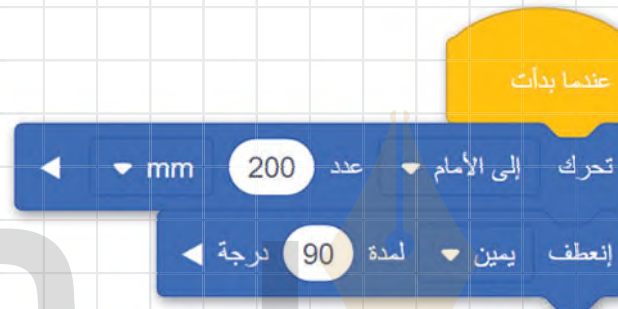 عندما بدأت
تحرك إلى الأمام عدد 200 mm
إنعطف يمين لمدة 90 درجة